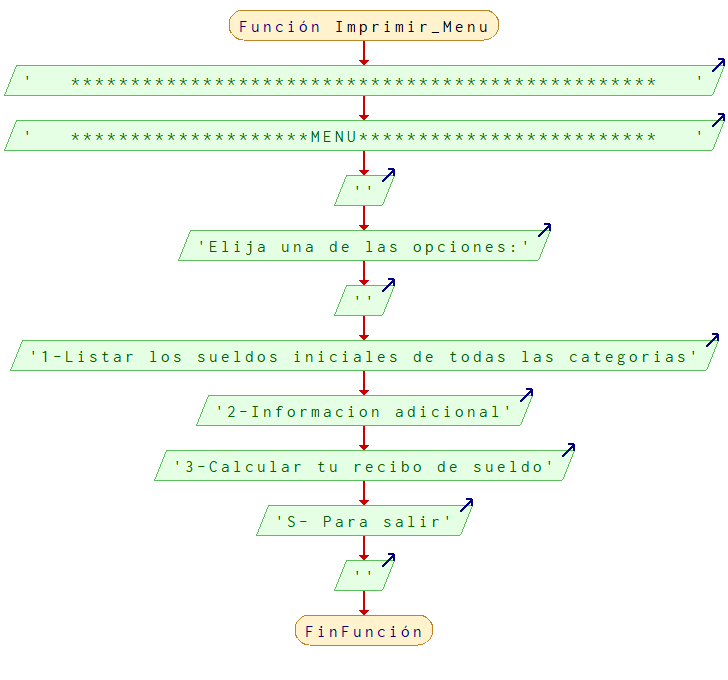 Función Imprimir_Menu
'   *************************************************   '
'   ********************MENU*************************   '
''
'Elija una de las opciones:'
''
'1-Listar los sueldos iniciales de todas las categorias'
'2-Informacion adicional'
'3-Calcular tu recibo de sueldo'
'S- Para salir'
''
FinFunción